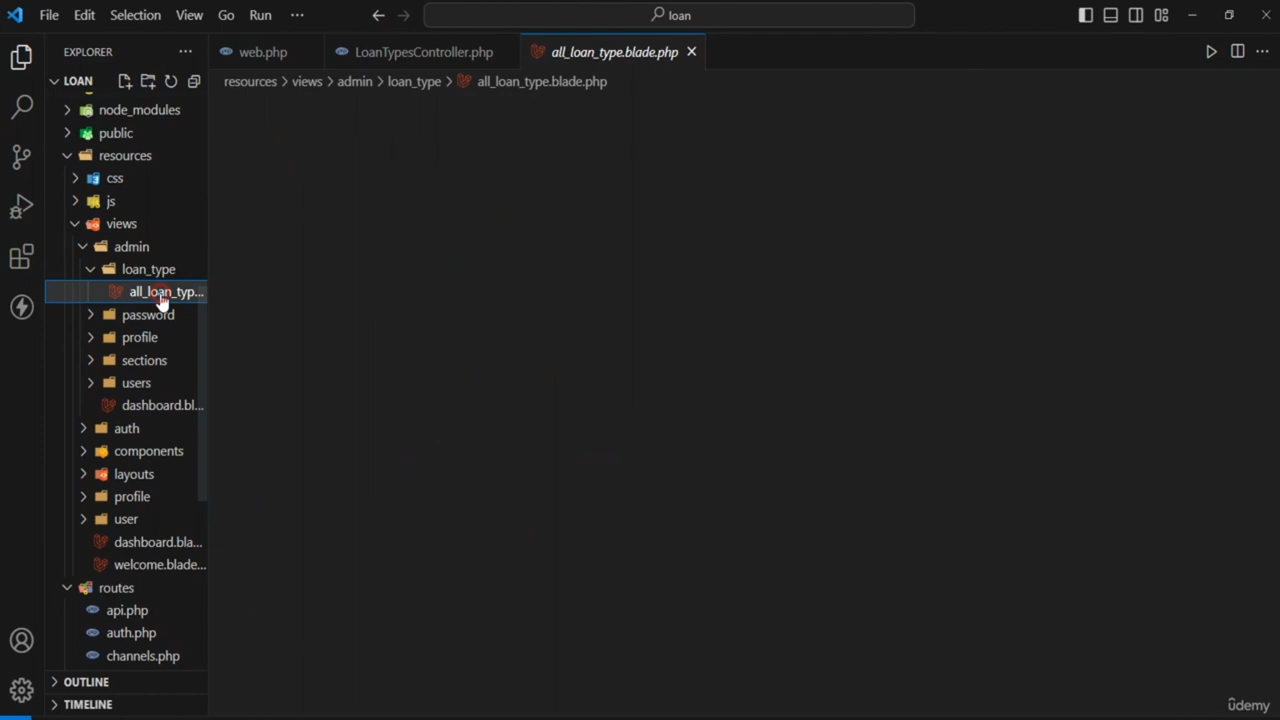 File Edit Selection View Go Run ··· loan
EXPLORER ···
web.php LoanTypesController.php all_loan_type.blade.php
LOAN
resources > views > admin > loan_type > all_loan_type.blade.php
node_modules
public
resources
css
js
views
admin
loan_type
all_loan_typ...
password
profile
sections
users
dashboard.bl...
auth
components
layouts
profile
user
dashboard.bla...
welcome.blade...
routes
api.php
auth.php
channels.php
OUTLINE
TIMELINE
ûdemy